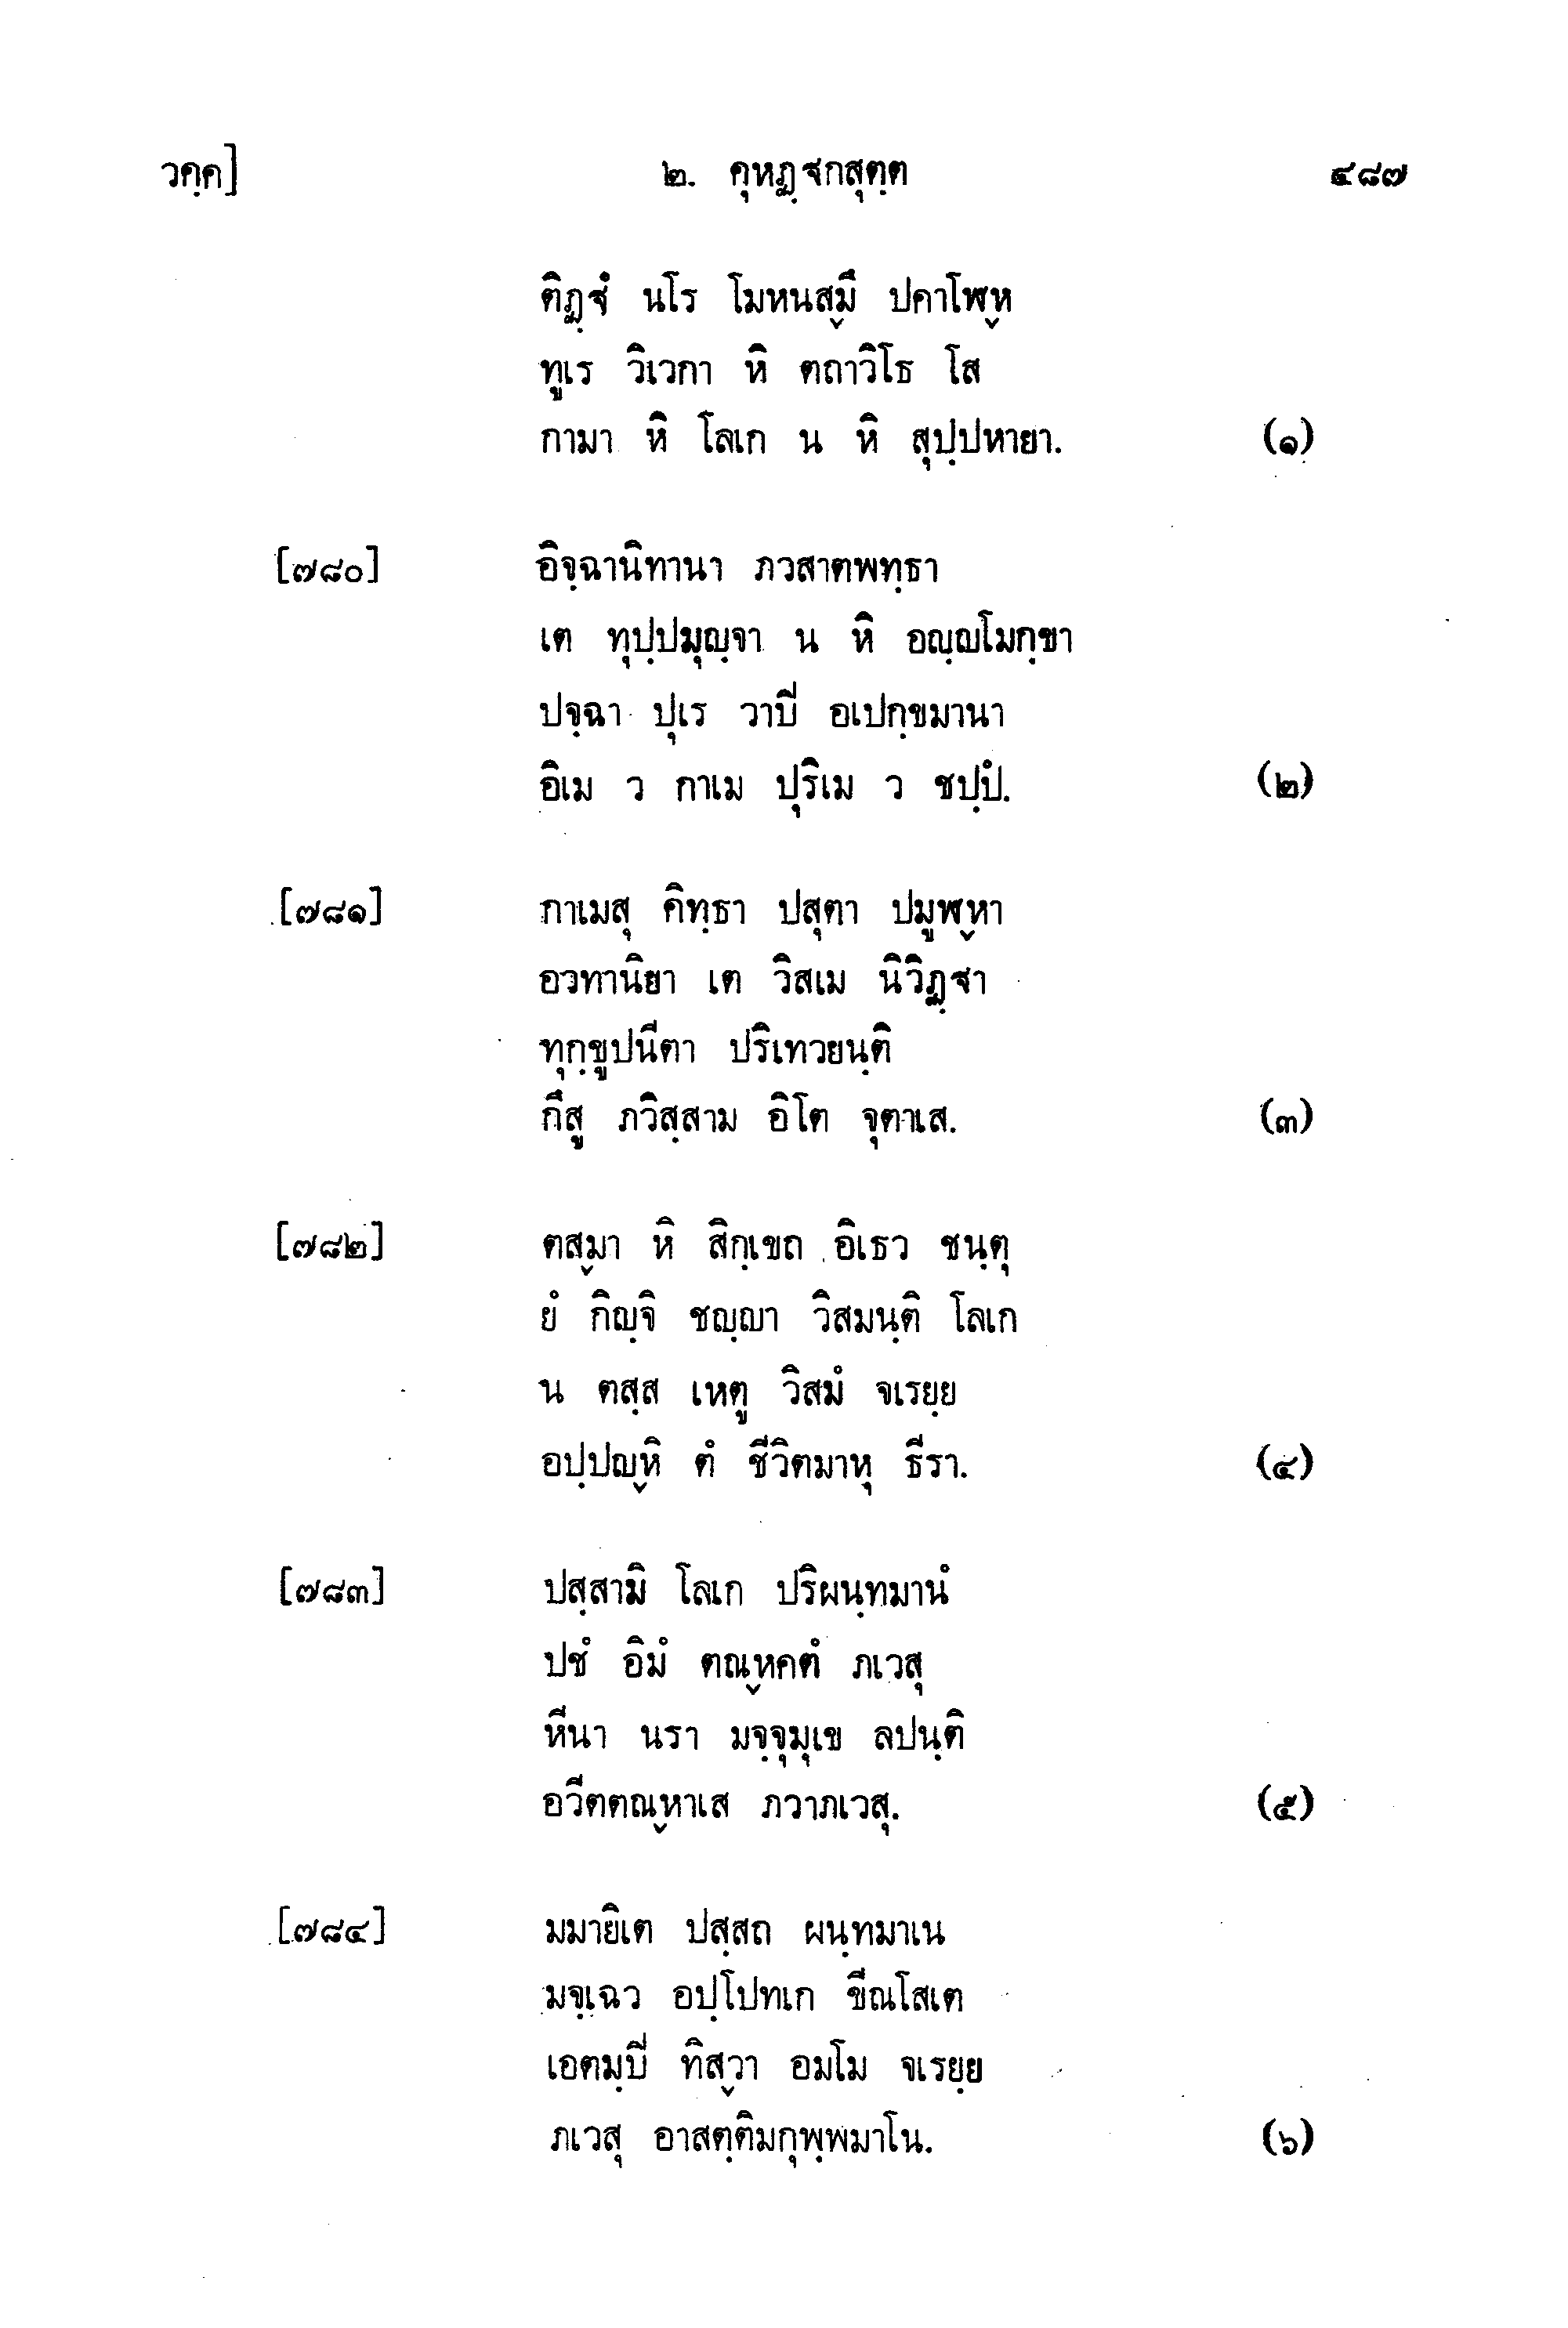 วคฺค] ๒. คุหฏฺฐกสุตฺต ๔๘๗
ติฏฺฐํ นโร โมหนสฺมึ ปคาโฬฺห
ทูเร วิเวกา หิ ตถาวิโธ โส
กามา หิ โลเก น หิ สุปฺปหายา. (๑)
[๗๘๐] อิจฺฉานิทานา ภวสาตพทฺธา
เต ทุปฺปมุญฺจา น หิ อญฺญโมกฺขา
ปจฺฉา ปุเร วาปิ อเปกฺขมานา
อิเม ว กาเม ปุริเม ว ชปฺปํ. (๒)
[๗๘๑] กาเมสุ คิทฺธา ปสุตา ปมูฬฺหา
อวทานิยา เต วิสเม นิวิฏฺฐา
ทุกฺขูปนีตา ปริเทวยนฺติ
กึสู ภวิสฺสาม อิโต จุตาเส. (๓)
[๗๘๒] ตสฺมา หิ สิกฺเขถ อิเธว ชนฺตุ
ยํ กิญฺจิ ชญฺญา วิสมนฺติ โลเก
น ตสฺส เหตู วิสมํ จเรยฺย
อปฺปญฺหิ ตํ ชีวิตมาหุ ธีรา. (๔)
[๗๘๓] ปสฺสามิ โลเก ปริผนฺทมานํ
ปชํ อิมํ ตณฺหคตํ ภเวสุ
หีนา นรา มจฺจุมุเข ลปนฺติ
อวีตตณฺหาเส ภวาภเวสุ. (๕)
[๗๘๔] มมายิเต ปสฺสถ ผนฺทมาเน
มจฺเฉว อปฺโปทเก ขีณโสเต
เอตมฺปิ ทิสฺวา อมโม จเรยฺย
ภเวสุ อาสตฺติมกุพฺพมาโน. (๖)